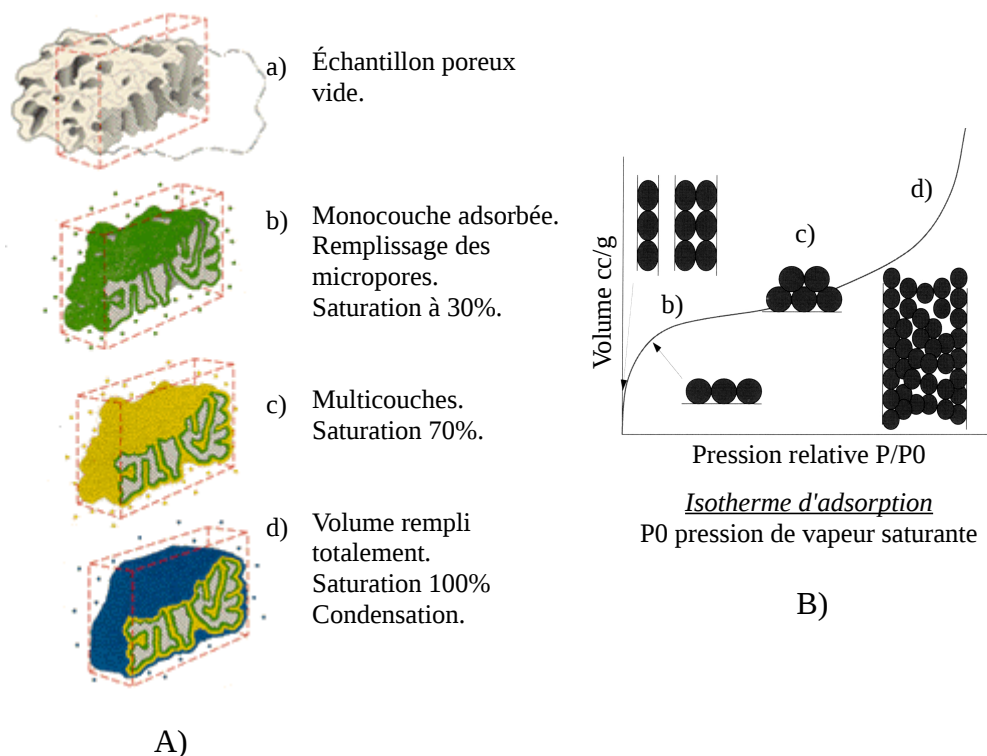 a)
Échantillon poreux
vide.
b)
Monocouche adsorbée.
Remplissage des
micropores.
Saturation à 30%.
c)
Multicouches.
Saturation 70%.
d)
Volume rempli
totalement.
Saturation 100%
Condensation.
A)
Volume cc/g
b)
c)
d)
Pression relative P/P0
Isotherme d'adsorption
P0 pression de vapeur saturante
B)